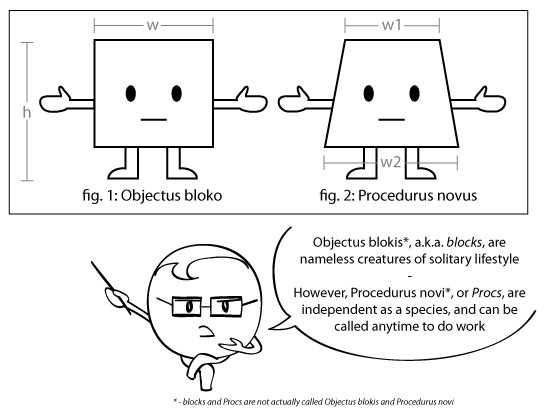 w
w1
h
w2
fig. 1: Objectus bloko
fig. 2: Procedurus novus
Objectus blokis*, a.k.a. blocks, are
nameless creatures of solitary lifestyle
-
However, Procedurus novi*, or Procs, are
independent as a species, and can be
called anytime to do work
* - blocks and Procs are not actually called Objectus blokis and Procedurus novi